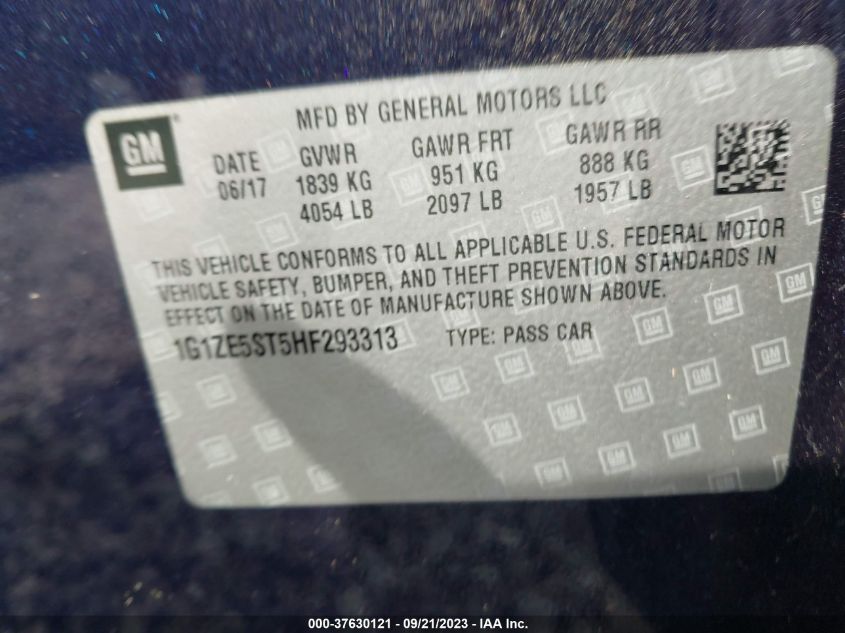 MFD BY GENERAL MOTORS LLC
GM
DATE GVWR GAWR FRT GAWR RR
06/17 1839 KG 951 KG 888 KG
4054 LB 2097 LB 1957 LB
THIS VEHICLE CONFORMS TO ALL APPLICABLE U.S. FEDERAL MOTOR
VEHICLE SAFETY, BUMPER, AND THEFT PREVENTION STANDARDS IN
EFFECT ON THE DATE OF MANUFACTURE SHOWN ABOVE.
1G1ZE5ST5HF293313 TYPE: PASS CAR
000-37630121 - 09/21/2023 - IAA Inc.